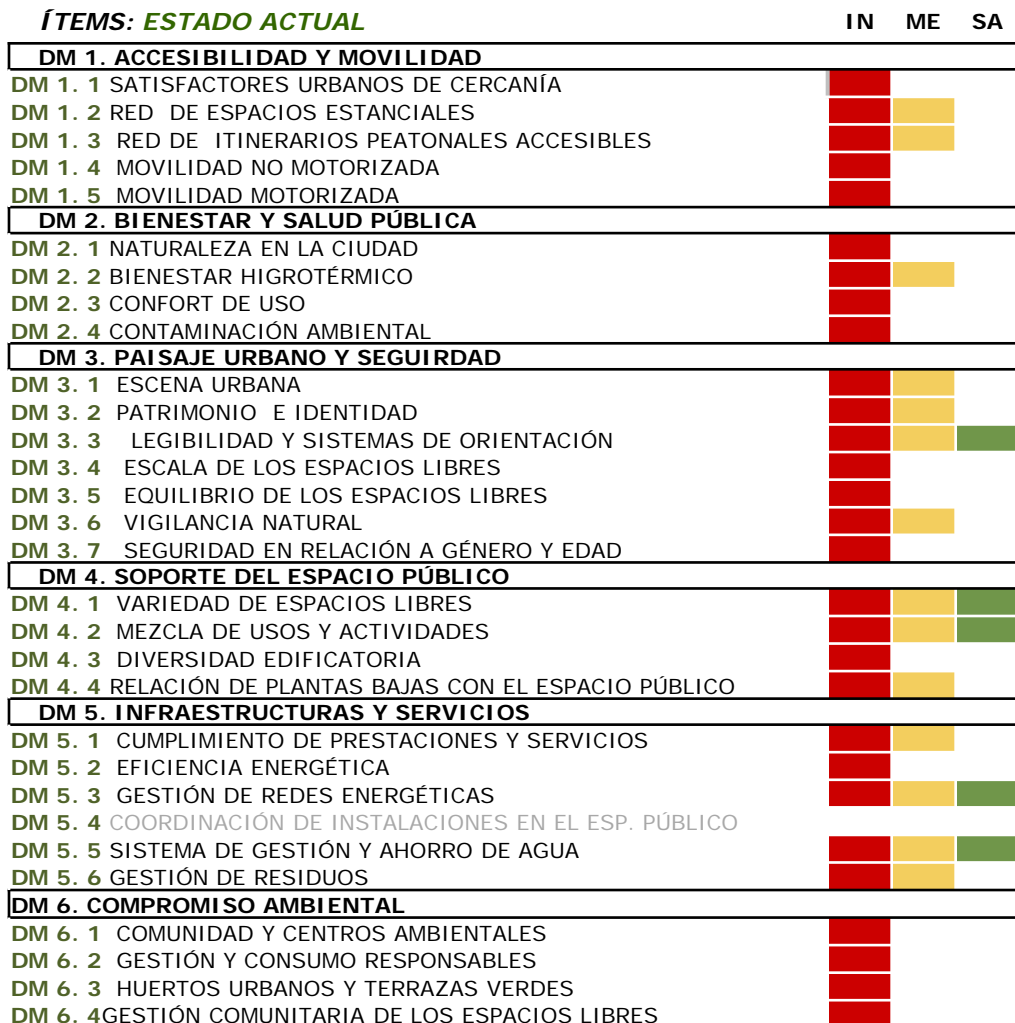 ÍTEMS: ESTADO ACTUAL IN ME SA
DM 1. ACCESIBILIDAD Y MOVILIDAD
DM 1. 1 SATISFACTORES URBANOS DE CERCANÍA
DM 1. 2 RED DE ESPACIOS ESTANCIALES
DM 1. 3 RED DE ITINERARIOS PEATONALES ACCESIBLES
DM 1. 4 MOVILIDAD NO MOTORIZADA
DM 1. 5 MOVILIDAD MOTORIZADA
DM 2. BIENESTAR Y SALUD PÚBLICA
DM 2. 1 NATURALEZA EN LA CIUDAD
DM 2. 2 BIENESTAR HIGROTÉRMICO
DM 2. 3 CONFORT DE USO
DM 2. 4 CONTAMINACIÓN AMBIENTAL
DM 3. PAISAJE URBANO Y SEGUIRDAD
DM 3. 1 ESCENA URBANA
DM 3. 2 PATRIMONIO E IDENTIDAD
DM 3. 3 LEGIBILIDAD Y SISTEMAS DE ORIENTACIÓN
DM 3. 4 ESCALA DE LOS ESPACIOS LIBRES
DM 3. 5 EQUILIBRIO DE LOS ESPACIOS LIBRES
DM 3. 6 VIGILANCIA NATURAL
DM 3. 7 SEGURIDAD EN RELACIÓN A GÉNERO Y EDAD
DM 4. SOPORTE DEL ESPACIO PÚBLICO
DM 4. 1 VARIEDAD DE ESPACIOS LIBRES
DM 4. 2 MEZCLA DE USOS Y ACTIVIDADES
DM 4. 3 DIVERSIDAD EDIFICATORIA
DM 4. 4 RELACIÓN DE PLANTAS BAJAS CON EL ESPACIO PÚBLICO
DM 5. INFRAESTRUCTURAS Y SERVICIOS
DM 5. 1 CUMPLIMIENTO DE PRESTACIONES Y SERVICIOS
DM 5. 2 EFICIENCIA ENERGÉTICA
DM 5. 3 GESTIÓN DE REDES ENERGÉTICAS
DM 5. 4 COORDINACIÓN DE INSTALACIONES EN EL ESP. PÚBLICO
DM 5. 5 SISTEMA DE GESTIÓN Y AHORRO DE AGUA
DM 5. 6 GESTIÓN DE RESIDUOS
DM 6. COMPROMISO AMBIENTAL
DM 6. 1 COMUNIDAD Y CENTROS AMBIENTALES
DM 6. 2 GESTIÓN Y CONSUMO RESPONSABLES
DM 6. 3 HUERTOS URBANOS Y TERRAZAS VERDES
DM 6. 4GESTIÓN COMUNITARIA DE LOS ESPACIOS LIBRES